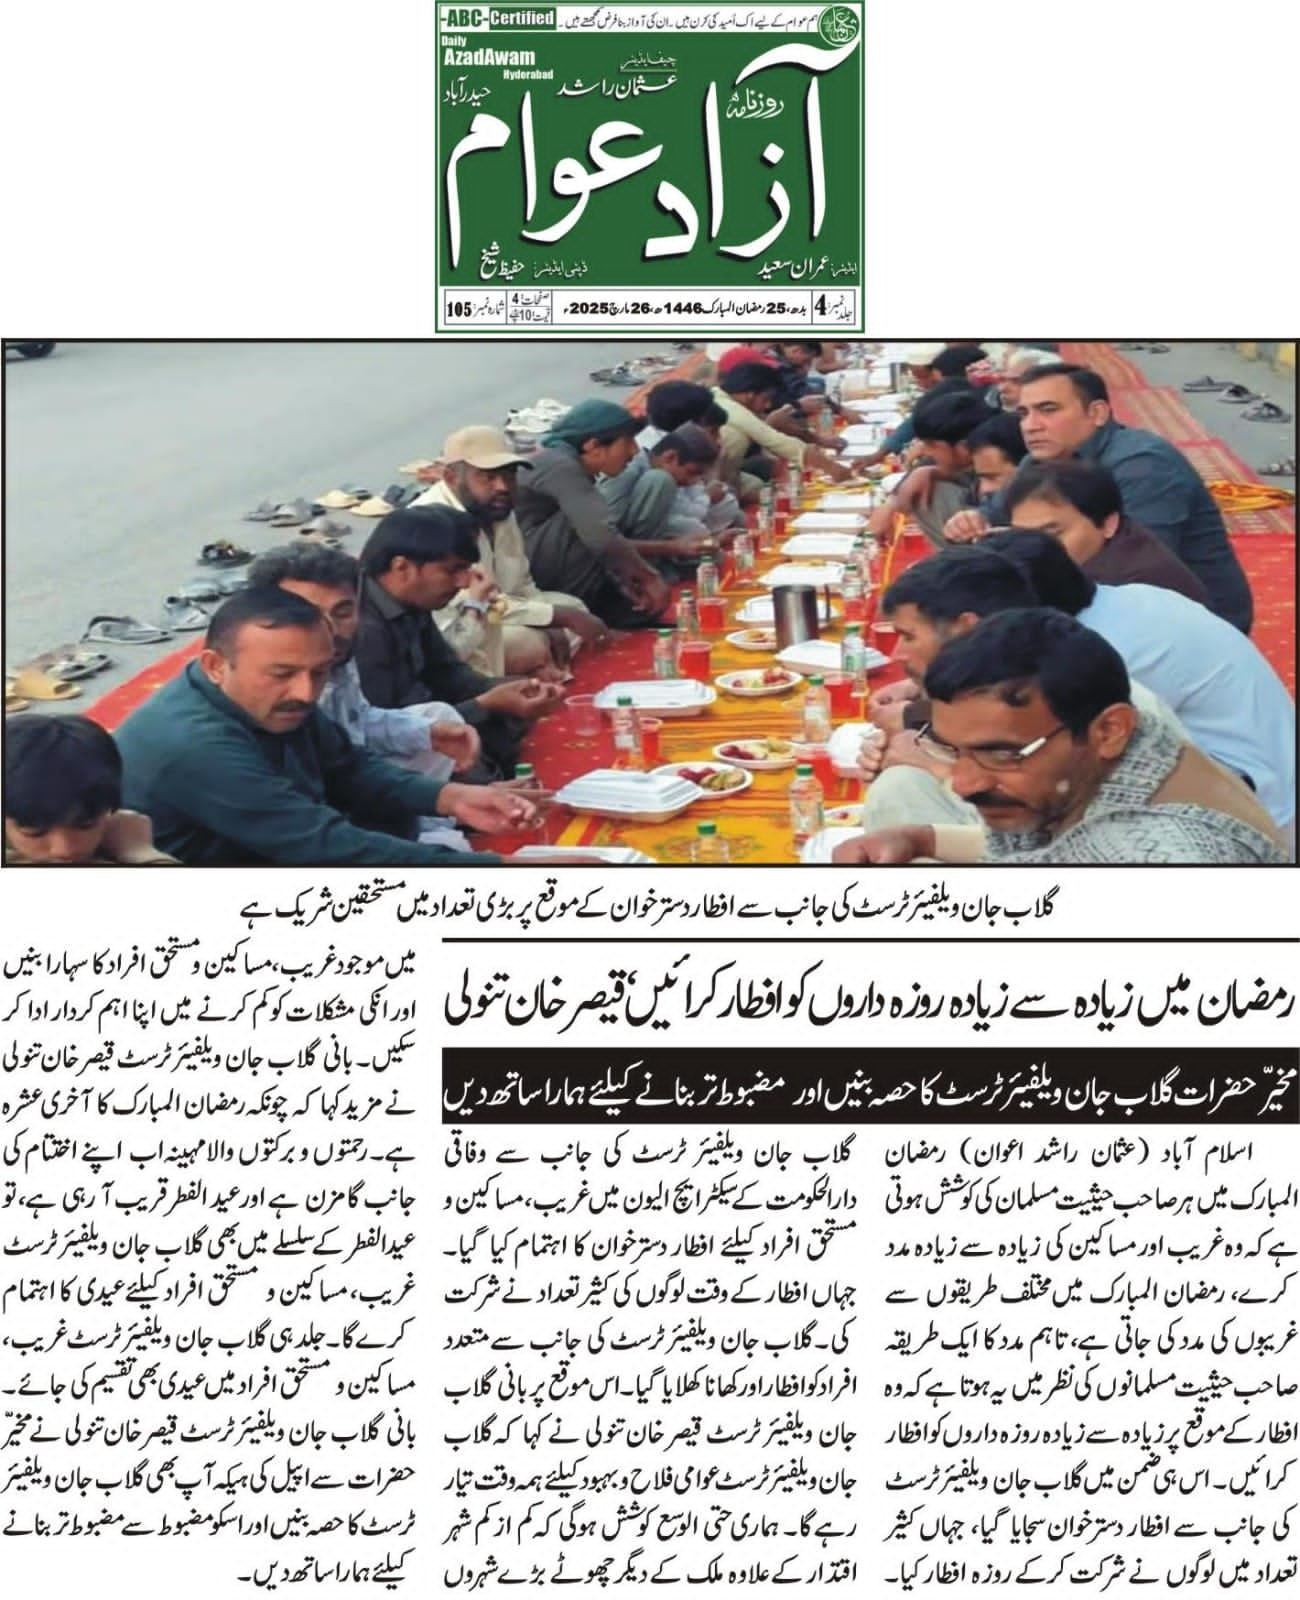 -ABC- Certified ہم عوام کے لیے اک اُمید کی کرن ہیں۔ ان کی آواز بننا فرض سمجھتے ہیں۔
Daily
AzadAwam
Hyderabad
چیف ایڈیٹر
عثمان راشد
حیدرآباد
روزنامہ
آزاد عوام
ایڈیٹر: عمران سعید
ڈپٹی ایڈیٹر: حفیظ شیخ
جلد نمبر: 4 بدھ، 25 رمضان المبارک 1446ھ، 26 مارچ 2025ء صفحات: 4 قیمت: 10 روپے شمارہ نمبر: 105
گلاب جان ویلفیئر ٹرسٹ کی جانب سے افطار دسترخوان کے موقع پر بڑی تعداد میں مستحقین شریک ہے
رمضان میں زیادہ سے زیادہ روزہ داروں کو افطار کرائیں، قیصر خان تنولی
مخیرّ حضرات گلاب جان ویلفیئر ٹرسٹ کا حصہ بنیں اور مضبوط تر بنانے کیلئے ہمارا ساتھ دیں
اسلام آباد (عثمان راشد اعوان) رمضان
المبارک میں ہر صاحب حیثیت مسلمان کی کوشش ہوتی
ہے کہ وہ غریب اور مساکین کی زیادہ سے زیادہ مدد
کرے، رمضان المبارک میں مختلف طریقوں سے
غریبوں کی مدد کی جاتی ہے، تاہم مدد کا ایک طریقہ
صاحب حیثیت مسلمانوں کی نظر میں یہ ہوتا ہے کہ وہ
افطار کے موقع پر زیادہ سے زیادہ روزہ داروں کو افطار
کرائیں۔ اس ہی ضمن میں گلاب جان ویلفیئر ٹرسٹ
کی جانب سے افطار دسترخوان سجایا گیا، جہاں کثیر
تعداد میں لوگوں نے شرکت کر کے روزہ افطار کیا۔
گلاب جان ویلفیئر ٹرسٹ کی جانب سے وفاقی
دارالحکومت کے سیکٹر ایچ الیون میں غریب، مساکین و
مستحق افراد کیلئے افطار دسترخوان کا اہتمام کیا گیا۔
جہاں افطار کے وقت لوگوں کی کثیر تعداد نے شرکت
کی۔ گلاب جان ویلفیئر ٹرسٹ کی جانب سے متعدد
افراد کو افطار اور کھانا کھلایا گیا۔ اس موقع پر بانی گلاب
جان ویلفیئر ٹرسٹ قیصر خان تنولی نے کہا کہ گلاب
جان ویلفیئر ٹرسٹ عوامی فلاح و بہبود کیلئے ہمہ وقت تیار
رہے گا۔ ہماری حتی الوسع کوشش ہوگی کہ کم از کم شہر
اقتدار کے علاوہ ملک کے دیگر چھوٹے بڑے شہروں
میں موجود غریب، مساکین و مستحق افراد کا سہارا بنیں
اور انکی مشکلات کو کم کرنے میں اپنا اہم کردار ادا کر
سکیں۔ بانی گلاب جان ویلفیئر ٹرسٹ قیصر خان تنولی
نے مزید کہا کہ چونکہ رمضان المبارک کا آخری عشرہ
ہے۔ رحمتوں و برکتوں والا مہینہ اب اپنے اختتام کی
جانب گامزن ہے اور عید الفطر قریب آ رہی ہے، تو
عید الفطر کے سلسلے میں بھی گلاب جان ویلفیئر ٹرسٹ
غریب، مساکین و مستحق افراد کیلئے عیدی کا اہتمام
کرے گا۔ جلد ہی گلاب جان ویلفیئر ٹرسٹ غریب،
مساکین و مستحق افراد میں عیدی بھی تقسیم کی جائے۔
بانی گلاب جان ویلفیئر ٹرسٹ قیصر خان تنولی نے مخیرّ
حضرات سے اپیل کی ہیکہ آپ بھی گلاب جان ویلفیئر
ٹرسٹ کا حصہ بنیں اور اسکو مضبوط سے مضبوط تر بنانے
کیلئے ہمارا ساتھ دیں۔